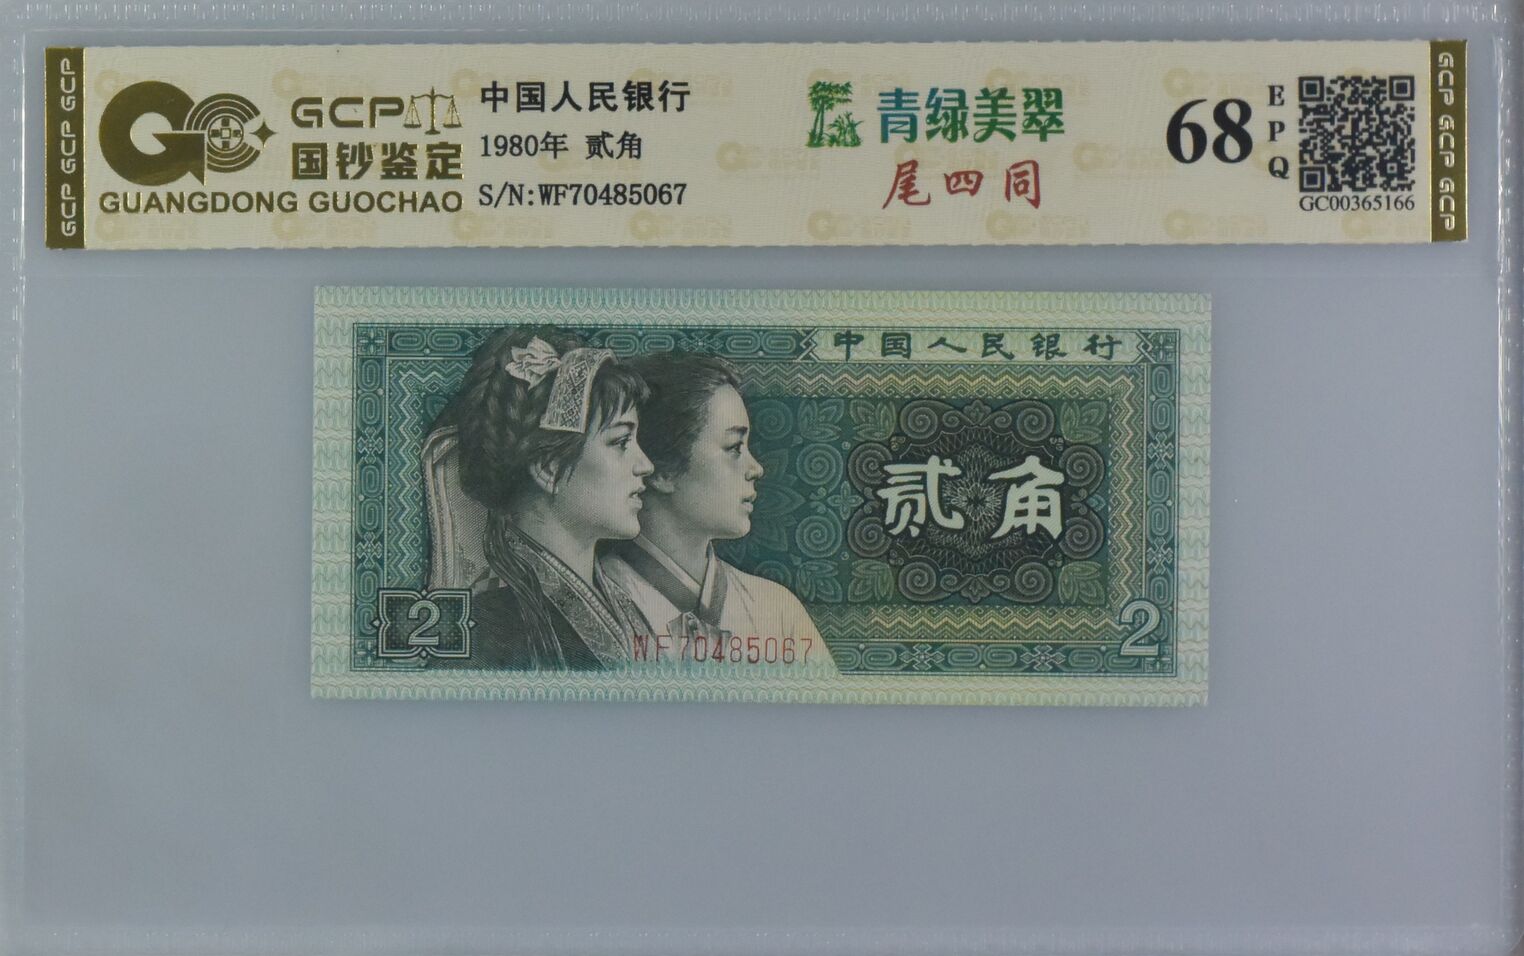 GCP GCP GCP
GCP
国钞鉴定
GUANGDONG GUOCHAO
中国人民银行
1980年 贰角
S/N:WF70485067
青绿美翠
尾四同
68
EPQ
GC00365166
GCP GCP GCP
中国人民银行
贰角
2
WF70485067
2